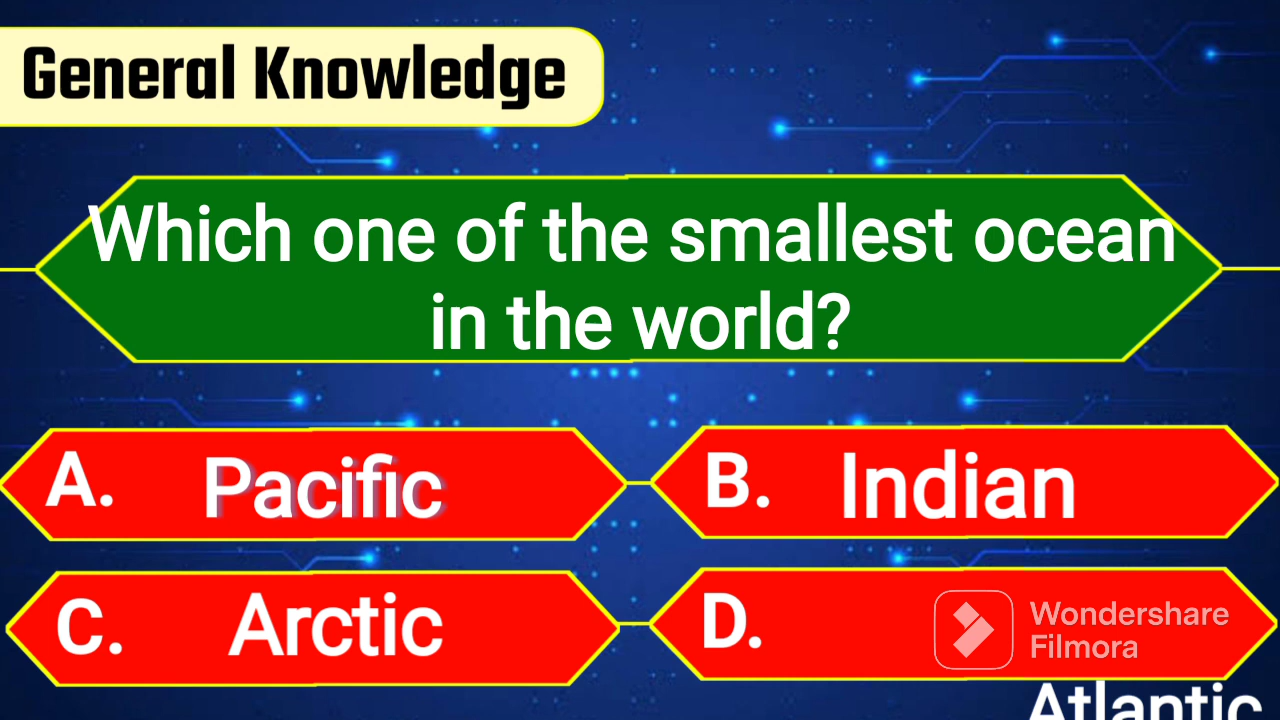 General Knowledge
Which one of the smallest ocean
in the world?
A. Pacific
B. Indian
C. Arctic
D.
Wondershare
Filmora
Atlantic